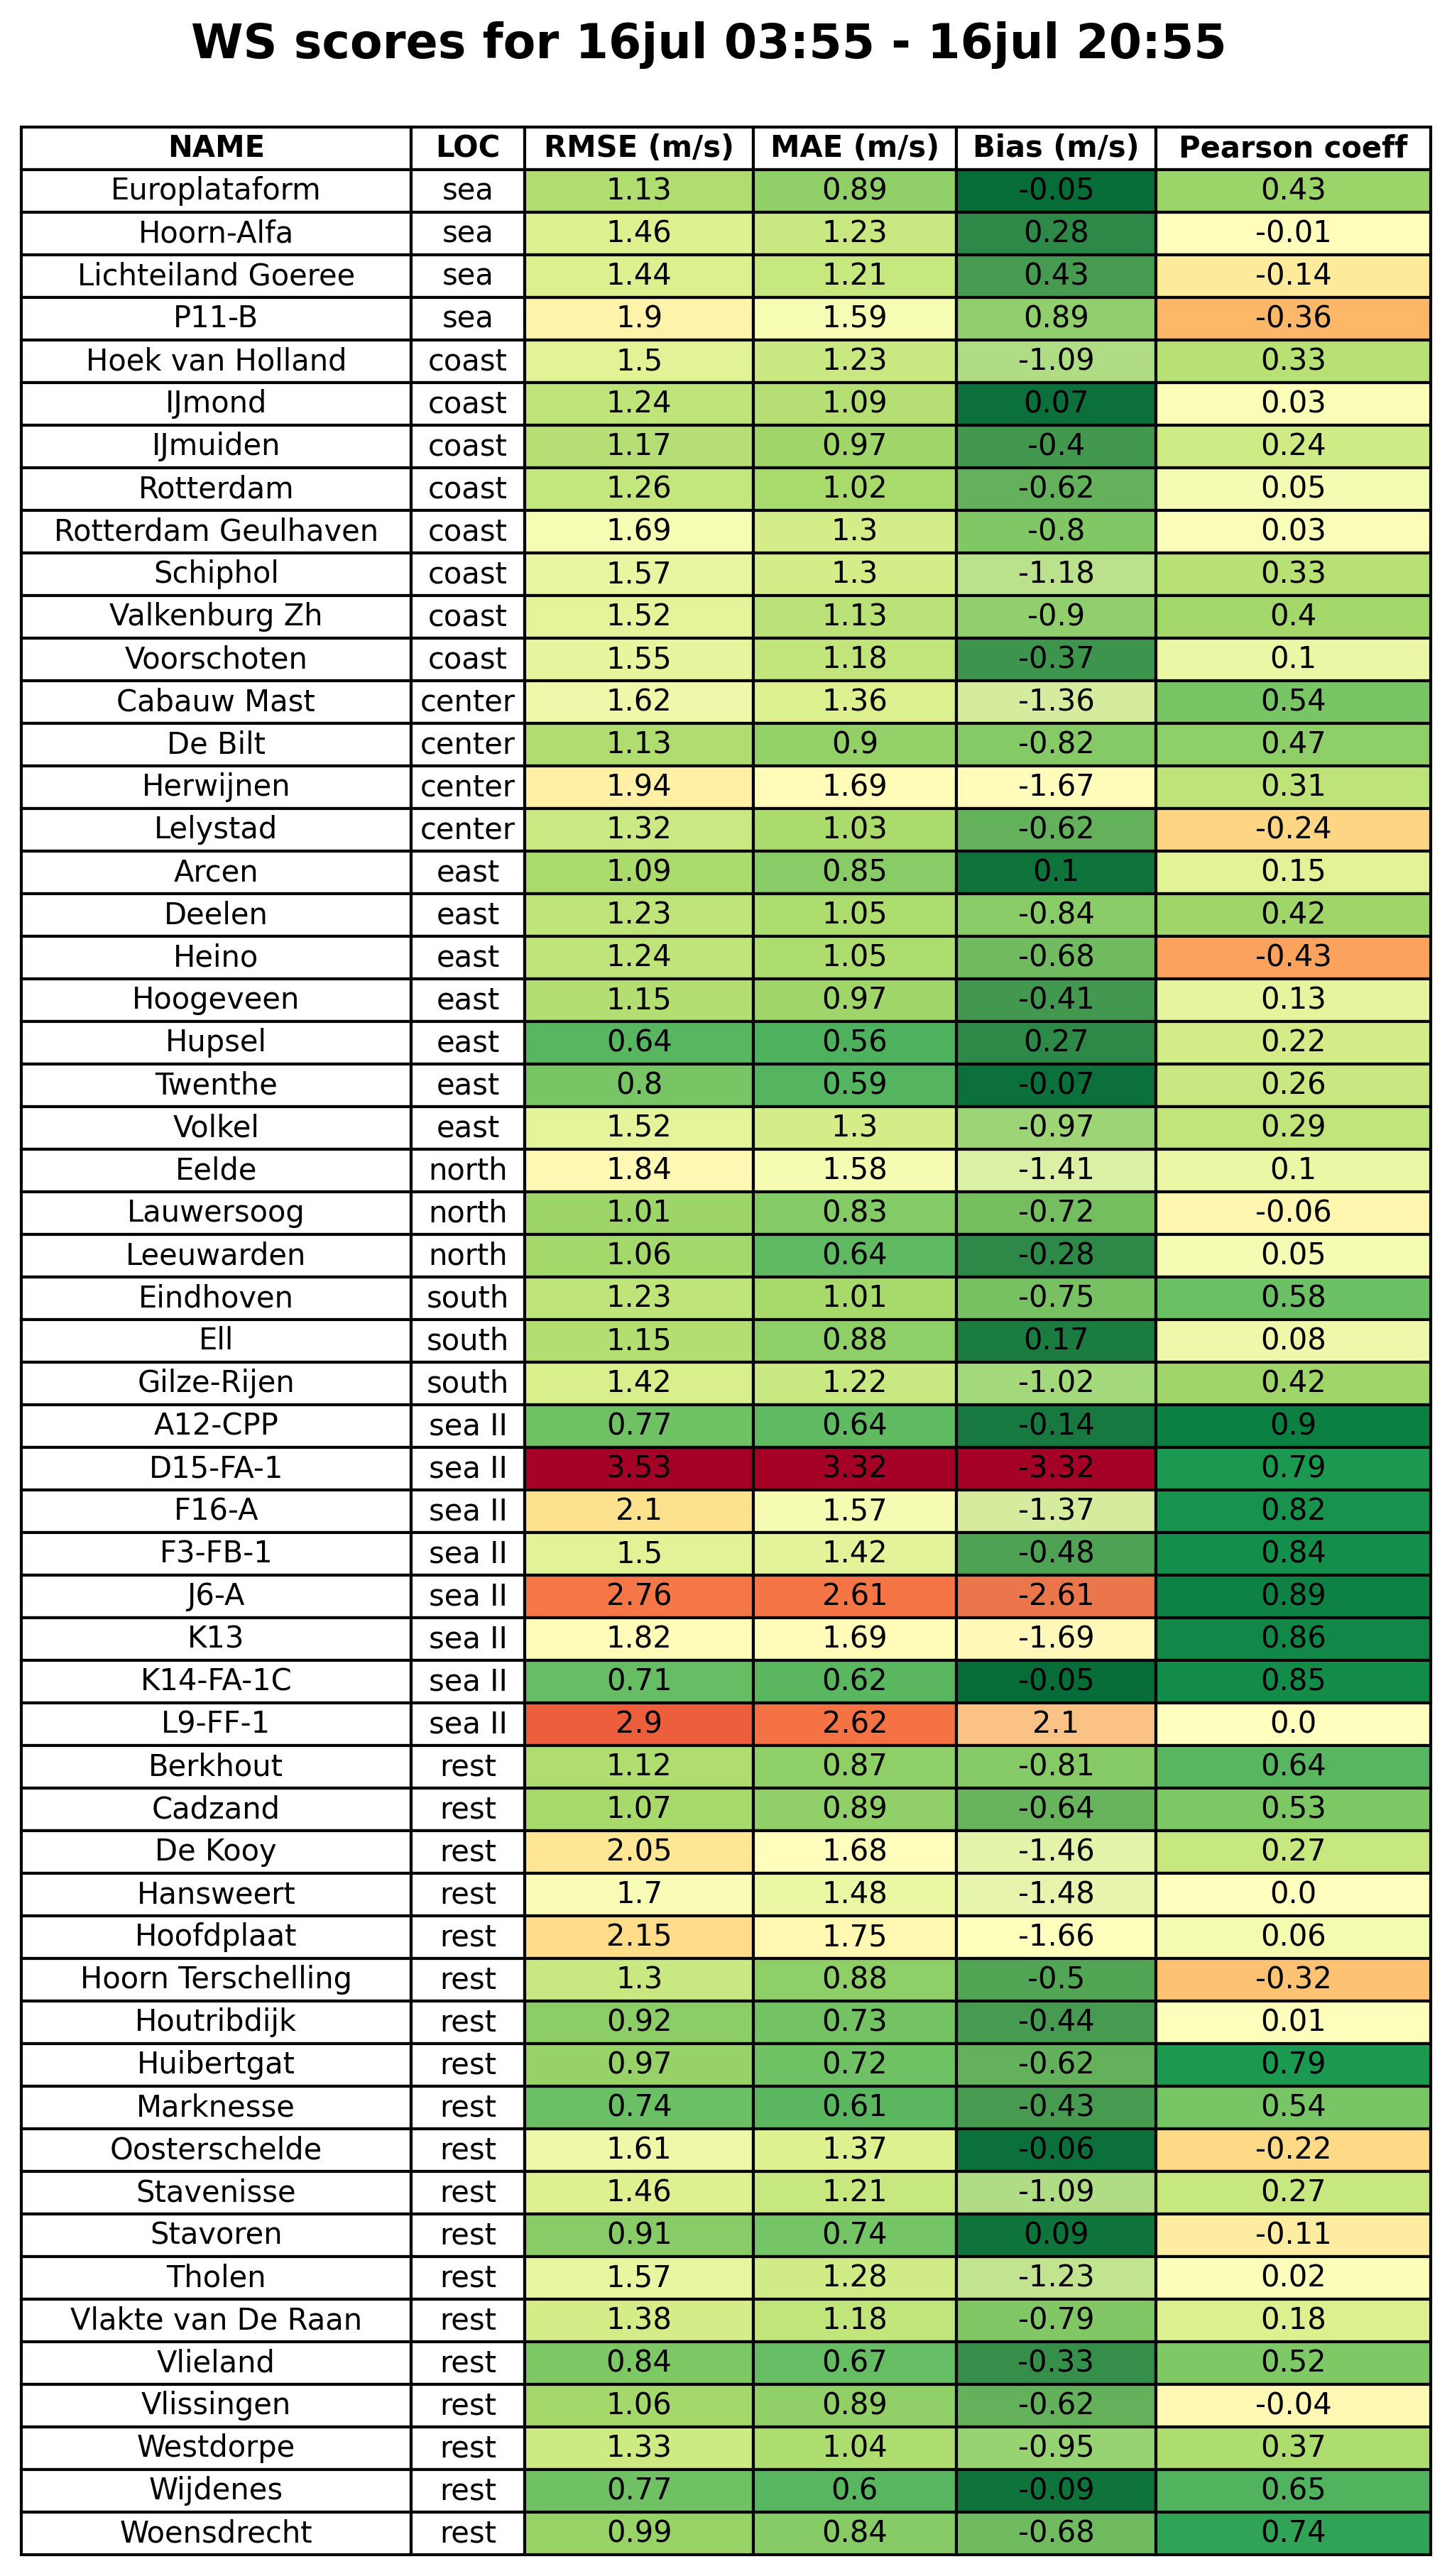 WS scores for 16jul 03:55 - 16jul 20:55
NAME LOC RMSE (m/s) MAE (m/s) Bias (m/s) Pearson coeff
Europlataform sea 1.13 0.89 -0.05 0.43
Hoorn-Alfa sea 1.46 1.23 0.28 -0.01
Lichteiland Goeree sea 1.44 1.21 0.43 -0.14
P11-B sea 1.9 1.59 0.89 -0.36
Hoek van Holland coast 1.5 1.23 -1.09 0.33
IJmond coast 1.24 1.09 0.07 0.03
IJmuiden coast 1.17 0.97 -0.4 0.24
Rotterdam coast 1.26 1.02 -0.62 0.05
Rotterdam Geulhaven coast 1.69 1.3 -0.8 0.03
Schiphol coast 1.57 1.3 -1.18 0.33
Valkenburg Zh coast 1.52 1.13 -0.9 0.4
Voorschoten coast 1.55 1.18 -0.37 0.1
Cabauw Mast center 1.62 1.36 -1.36 0.54
De Bilt center 1.13 0.9 -0.82 0.47
Herwijnen center 1.94 1.69 -1.67 0.31
Lelystad center 1.32 1.03 -0.62 -0.24
Arcen east 1.09 0.85 0.1 0.15
Deelen east 1.23 1.05 -0.84 0.42
Heino east 1.24 1.05 -0.68 -0.43
Hoogeveen east 1.15 0.97 -0.41 0.13
Hupsel east 0.64 0.56 0.27 0.22
Twenthe east 0.8 0.59 -0.07 0.26
Volkel east 1.52 1.3 -0.97 0.29
Eelde north 1.84 1.58 -1.41 0.1
Lauwersoog north 1.01 0.83 -0.72 -0.06
Leeuwarden north 1.06 0.64 -0.28 0.05
Eindhoven south 1.23 1.01 -0.75 0.58
Ell south 1.15 0.88 0.17 0.08
Gilze-Rijen south 1.42 1.22 -1.02 0.42
A12-CPP sea II 0.77 0.64 -0.14 0.9
D15-FA-1 sea II 3.53 3.32 -3.32 0.79
F16-A sea II 2.1 1.57 -1.37 0.82
F3-FB-1 sea II 1.5 1.42 -0.48 0.84
J6-A sea II 2.76 2.61 -2.61 0.89
K13 sea II 1.82 1.69 -1.69 0.86
K14-FA-1C sea II 0.71 0.62 -0.05 0.85
L9-FF-1 sea II 2.9 2.62 2.1 0.0
Berkhout rest 1.12 0.87 -0.81 0.64
Cadzand rest 1.07 0.89 -0.64 0.53
De Kooy rest 2.05 1.68 -1.46 0.27
Hansweert rest 1.7 1.48 -1.48 0.0
Hoofdplaat rest 2.15 1.75 -1.66 0.06
Hoorn Terschelling rest 1.3 0.88 -0.5 -0.32
Houtribdijk rest 0.92 0.73 -0.44 0.01
Huibertgat rest 0.97 0.72 -0.62 0.79
Marknesse rest 0.74 0.61 -0.43 0.54
Oosterschelde rest 1.61 1.37 -0.06 -0.22
Stavenisse rest 1.46 1.21 -1.09 0.27
Stavoren rest 0.91 0.74 0.09 -0.11
Tholen rest 1.57 1.28 -1.23 0.02
Vlakte van De Raan rest 1.38 1.18 -0.79 0.18
Vlieland rest 0.84 0.67 -0.33 0.52
Vlissingen rest 1.06 0.89 -0.62 -0.04
Westdorpe rest 1.33 1.04 -0.95 0.37
Wijdenes rest 0.77 0.6 -0.09 0.65
Woensdrecht rest 0.99 0.84 -0.68 0.74